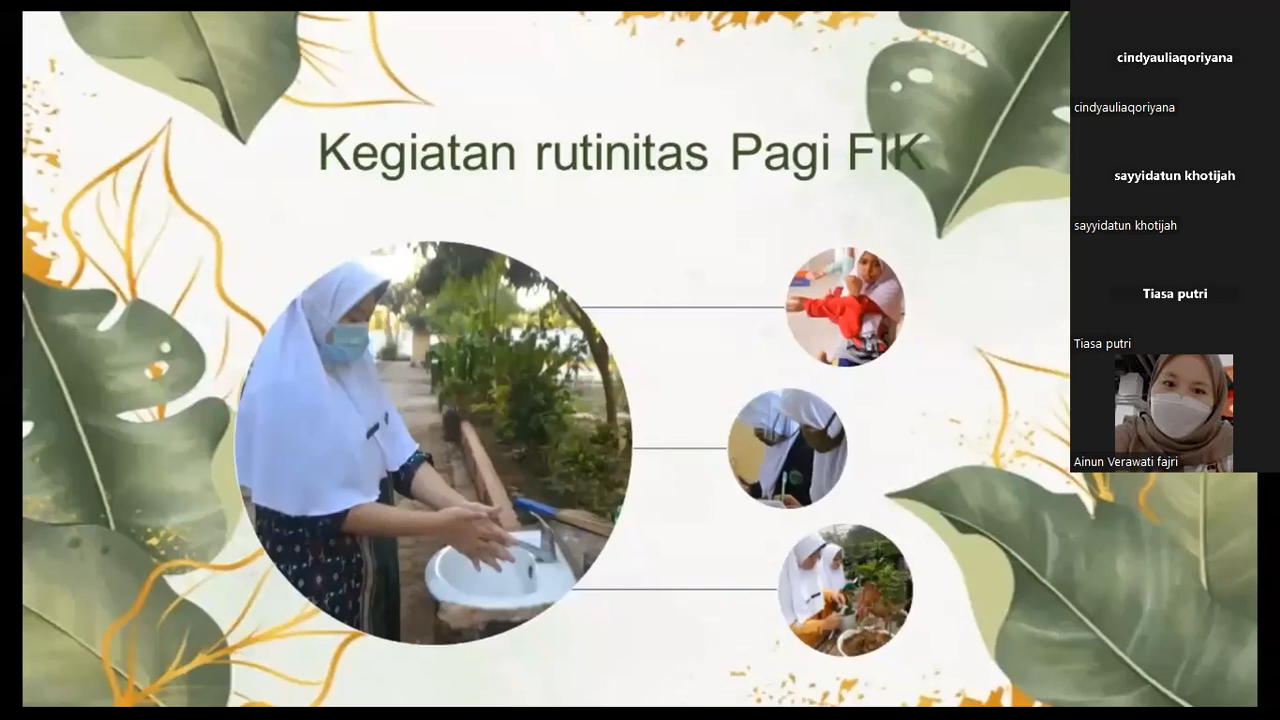 Kegiatan rutinitas Pagi FIK
cindyauliaqoriyana
cindyauliaqoriyana
sayyidatun khotijah
sayyidatun khotijah
Tiasa putri
Tiasa putri
Ainun Verawati fajri